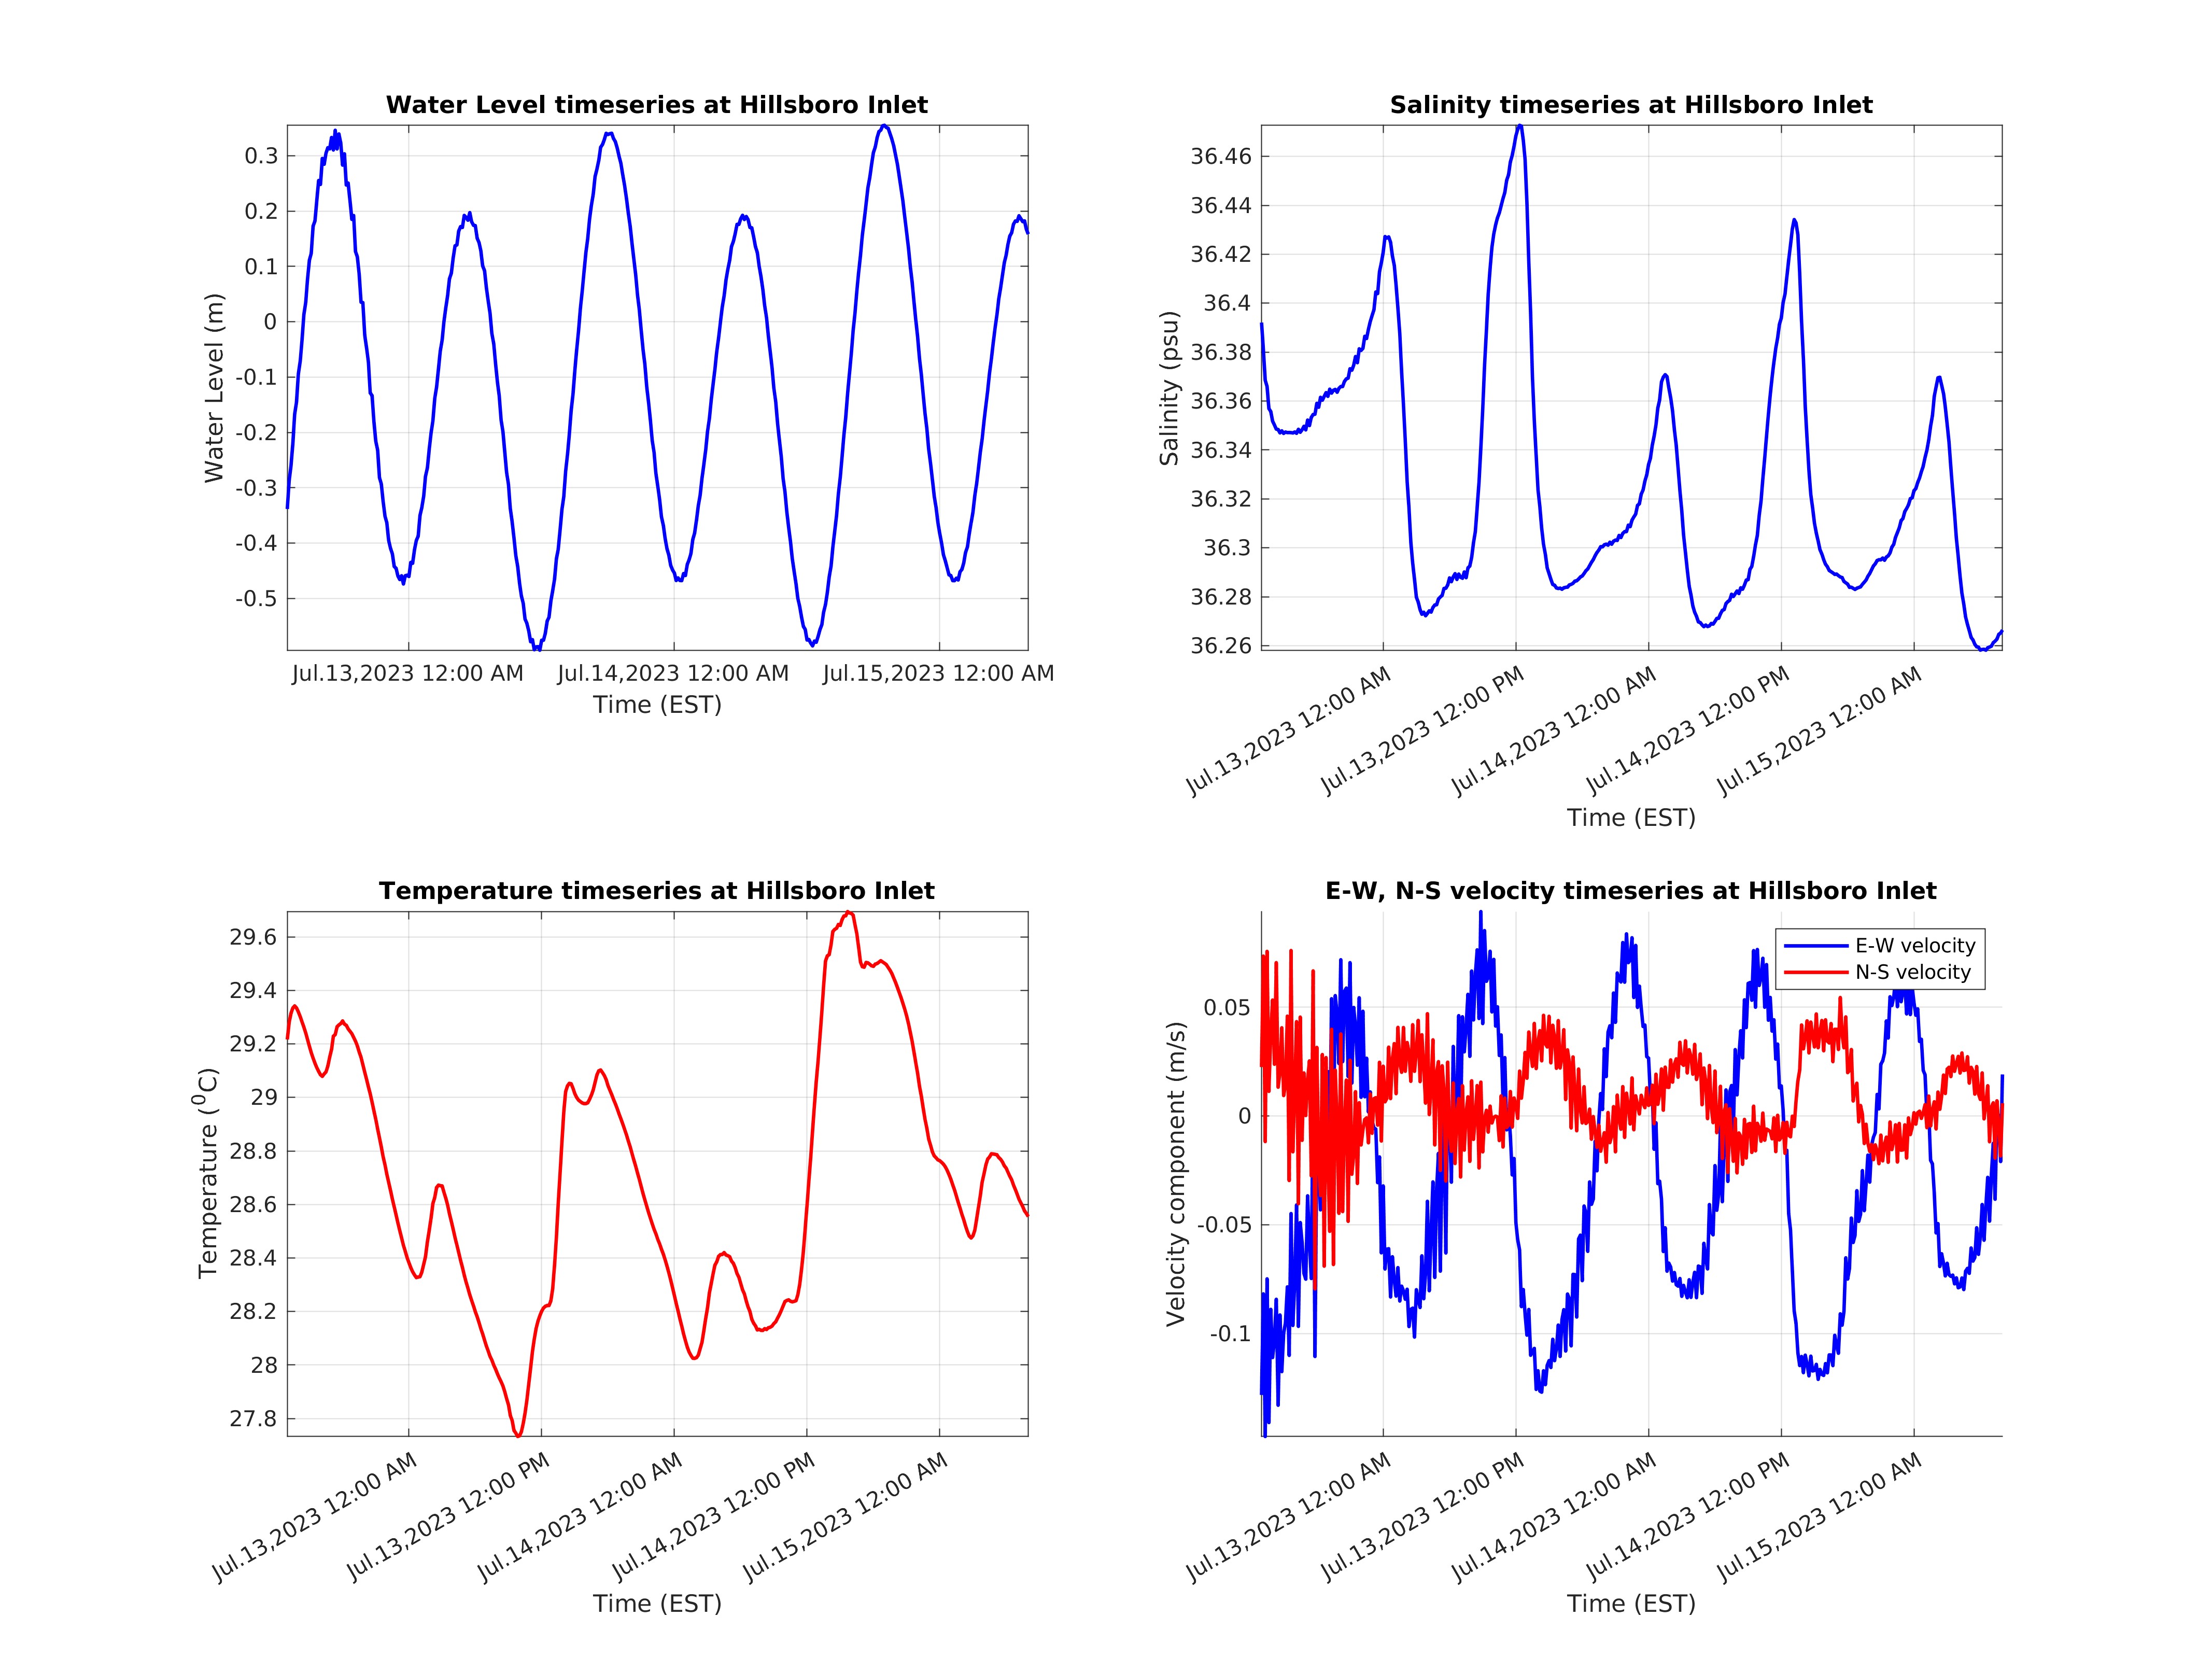 Water Level timeseries at Hillsboro Inlet
0.3
0.2
0.1
0
-0.1
-0.2
-0.3
-0.4
-0.5
Water Level (m)
Jul.13,2023 12:00 AM
Jul.14,2023 12:00 AM
Jul.15,2023 12:00 AM
Time (EST)
Salinity timeseries at Hillsboro Inlet
36.46
36.44
36.42
36.4
36.38
36.36
36.34
36.32
36.3
36.28
36.26
Salinity (psu)
Jul.13,2023 12:00 AM
Jul.13,2023 12:00 PM
Jul.14,2023 12:00 AM
Jul.14,2023 12:00 PM
Jul.15,2023 12:00 AM
Time (EST)
Temperature timeseries at Hillsboro Inlet
29.6
29.4
29.2
29
28.8
28.6
28.4
28.2
28
27.8
Temperature (⁰C)
Jul.13,2023 12:00 AM
Jul.13,2023 12:00 PM
Jul.14,2023 12:00 AM
Jul.14,2023 12:00 PM
Jul.15,2023 12:00 AM
Time (EST)
E-W, N-S velocity timeseries at Hillsboro Inlet
E-W velocity
N-S velocity
0.05
0
-0.05
-0.1
Velocity component (m/s)
Jul.13,2023 12:00 AM
Jul.13,2023 12:00 PM
Jul.14,2023 12:00 AM
Jul.14,2023 12:00 PM
Jul.15,2023 12:00 AM
Time (EST)